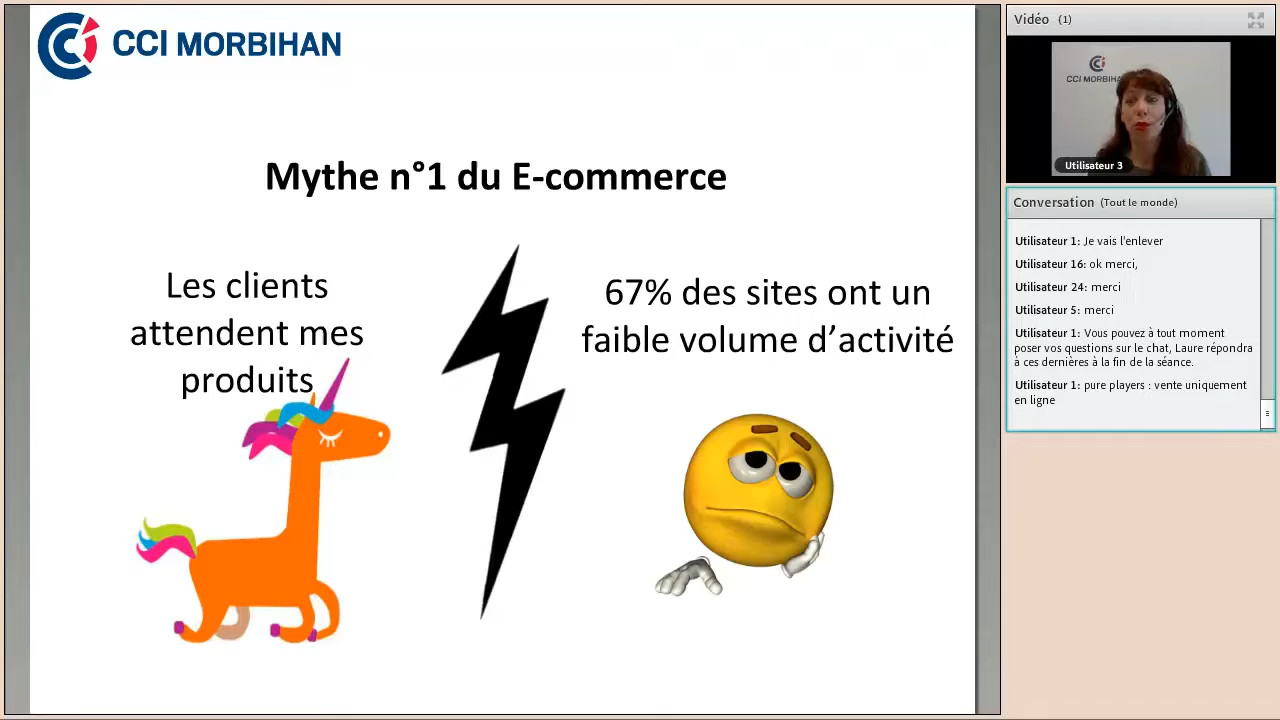 CCI MORBIHAN
Mythe n°1 du E-commerce
Les clients
attendent mes
produits
67% des sites ont un
faible volume d’activité
Vidéo (1)
CCI MORBIHAN
Utilisateur 3
Conversation (Tout le monde)
Utilisateur 1: Je vais l'enlever
Utilisateur 16: ok merci,
Utilisateur 24: merci
Utilisateur 5: merci
Utilisateur 1: Vous pouvez à tout moment
poser vos questions sur le chat, Laure répondra
à ces dernières à la fin de la séance.
Utilisateur 1: pure players : vente uniquement
en ligne